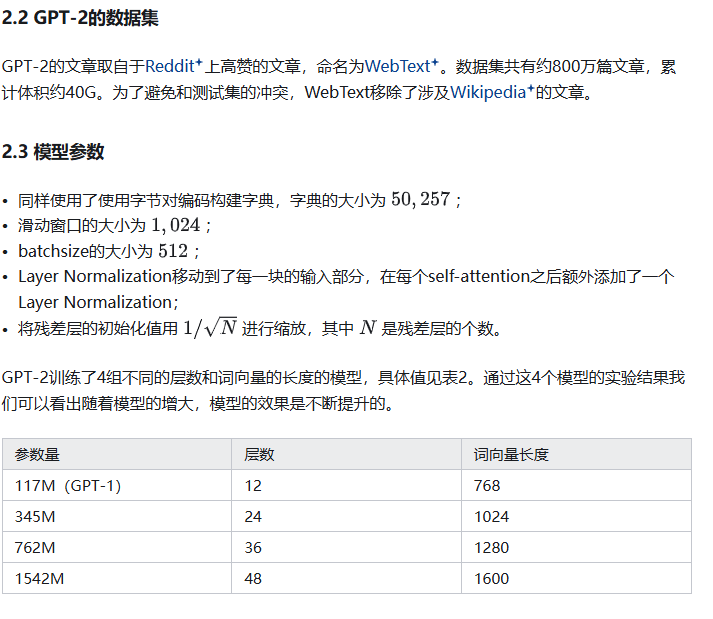 2.2 GPT-2的数据集
GPT-2的文章取自于Reddit上高赞的文章，命名为WebText。数据集共有约800万篇文章，累
计体积约40G。为了避免和测试集的冲突，WebText移除了涉及Wikipedia的文章。
2.3 模型参数
• 同样使用了使用字节对编码构建字典，字典的大小为 50,257 ；
• 滑动窗口的大小为 1,024 ；
• batchsize的大小为 512 ；
• Layer Normalization移动到了每一块的输入部分，在每个self-attention之后额外添加了一个
Layer Normalization；
• 将残差层的初始化值用 1/√N 进行缩放，其中 N 是残差层的个数。
GPT-2训练了4组不同的层数和词向量的长度的模型，具体值见表2。通过这4个模型的实验结果我
们可以看出随着模型的增大，模型的效果是不断提升的。
参数量 层数 词向量长度
117M（GPT-1） 12 768
345M 24 1024
762M 36 1280
1542M 48 1600